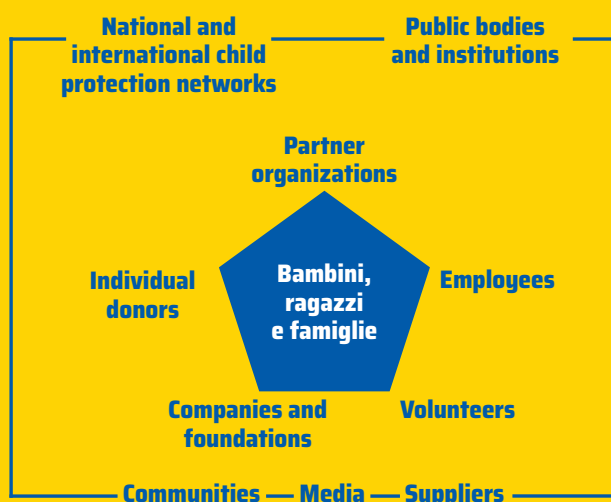 National and
international child
protection networks
Public bodies
and institutions
Partner
organizations
Individual
donors
Bambini,
ragazzi
e famiglie
Employees
Companies and
foundations
Volunteers
Communities
Media
Suppliers